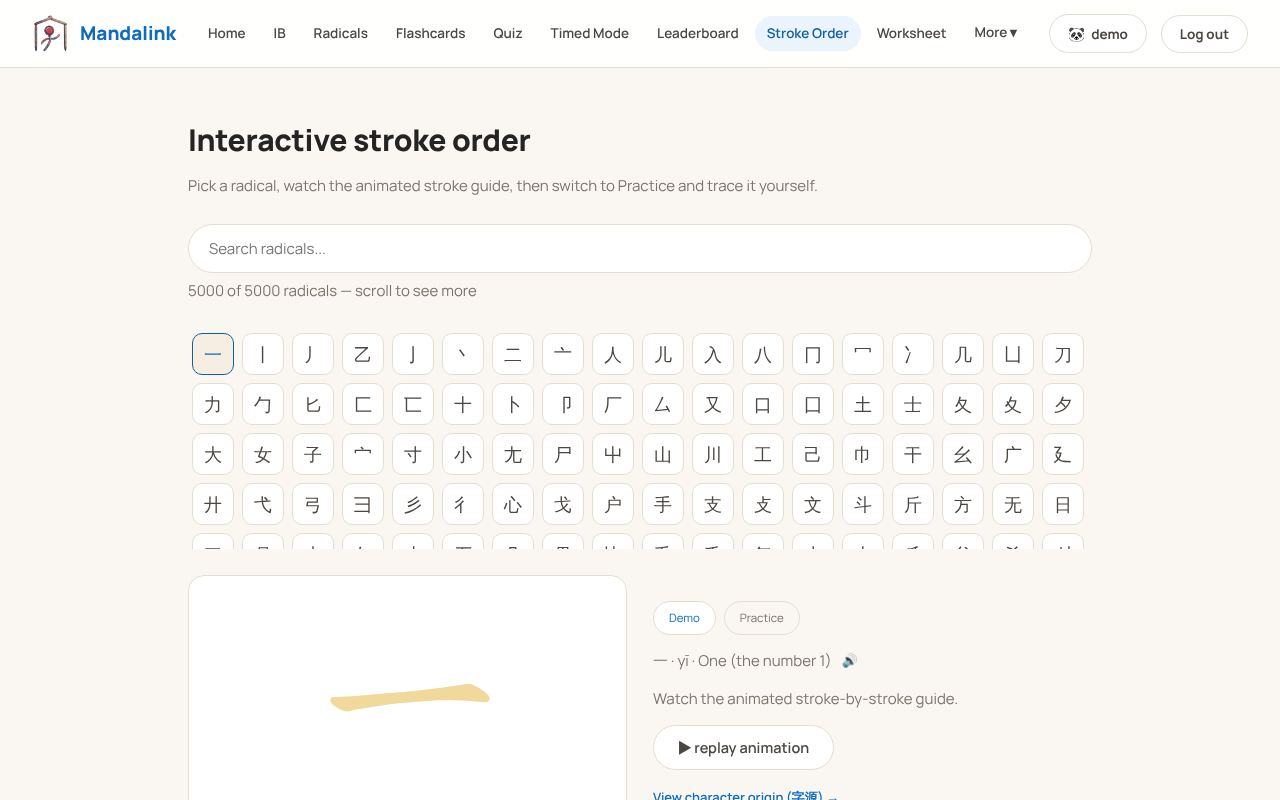 Mandalink Home IB Radicals Flashcards Quiz Timed Mode Leaderboard Stroke Order Worksheet More ▾ 🐼 demo Log out
Interactive stroke order
Pick a radical, watch the animated stroke guide, then switch to Practice and trace it yourself.
Search radicals...
5000 of 5000 radicals — scroll to see more
一 丨 丿 乙 亅 丶 二 亠 人 儿 入 八 冂 冖 冫 几 凵 刀
力 勹 匕 匚 匸 十 卜 卩 厂 厶 又 口 囗 土 士 夂 夊 夕
大 女 子 宀 寸 小 尢 尸 屮 山 川 工 己 巾 干 幺 广 廴
廾 弋 弓 彐 彡 彳 心 戈 户 手 支 攴 文 斗 斤 方 无 日
Demo Practice
一 · yī · One (the number 1) 🔊
Watch the animated stroke-by-stroke guide.
▶ replay animation
View character origin (字源) →
一